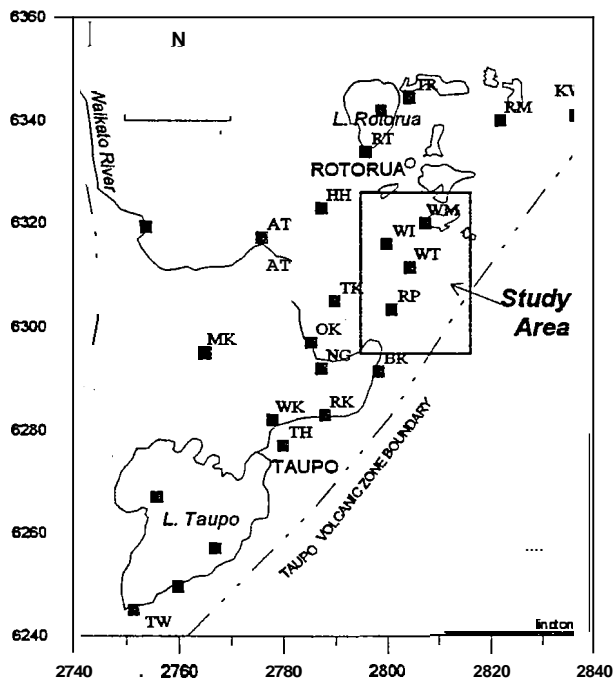 6360
N
TR
KV
6340
L. Rotorua
RM
RT
Waikato River
ROTORUA
HH
WM
6320
AT
WI
AT
WT
TK
RP
Study
Area
6300
OK
MK
NG
BK
WK
RK
6280
TH
TAUPO
L. Taupo
6260
TAUPO VOLCANIC ZONE BOUNDARY
TW
6240
2740 2760 2780 2800 2820 2840